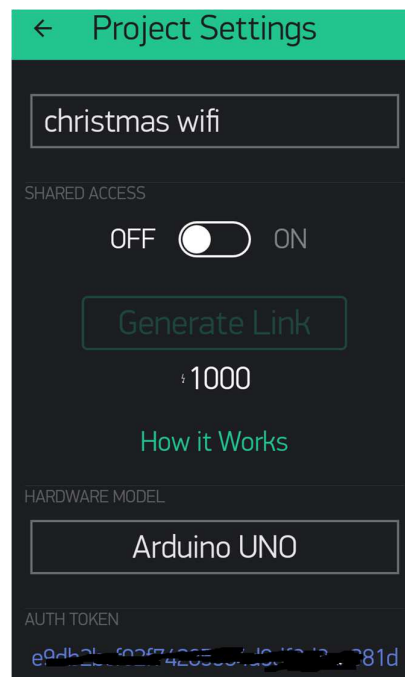 Project Settings
christmas wifi
SHARED ACCESS
OFF ON
Generate Link
1000
How it Works
HARDWARE MODEL
Arduino UNO
AUTH TOKEN